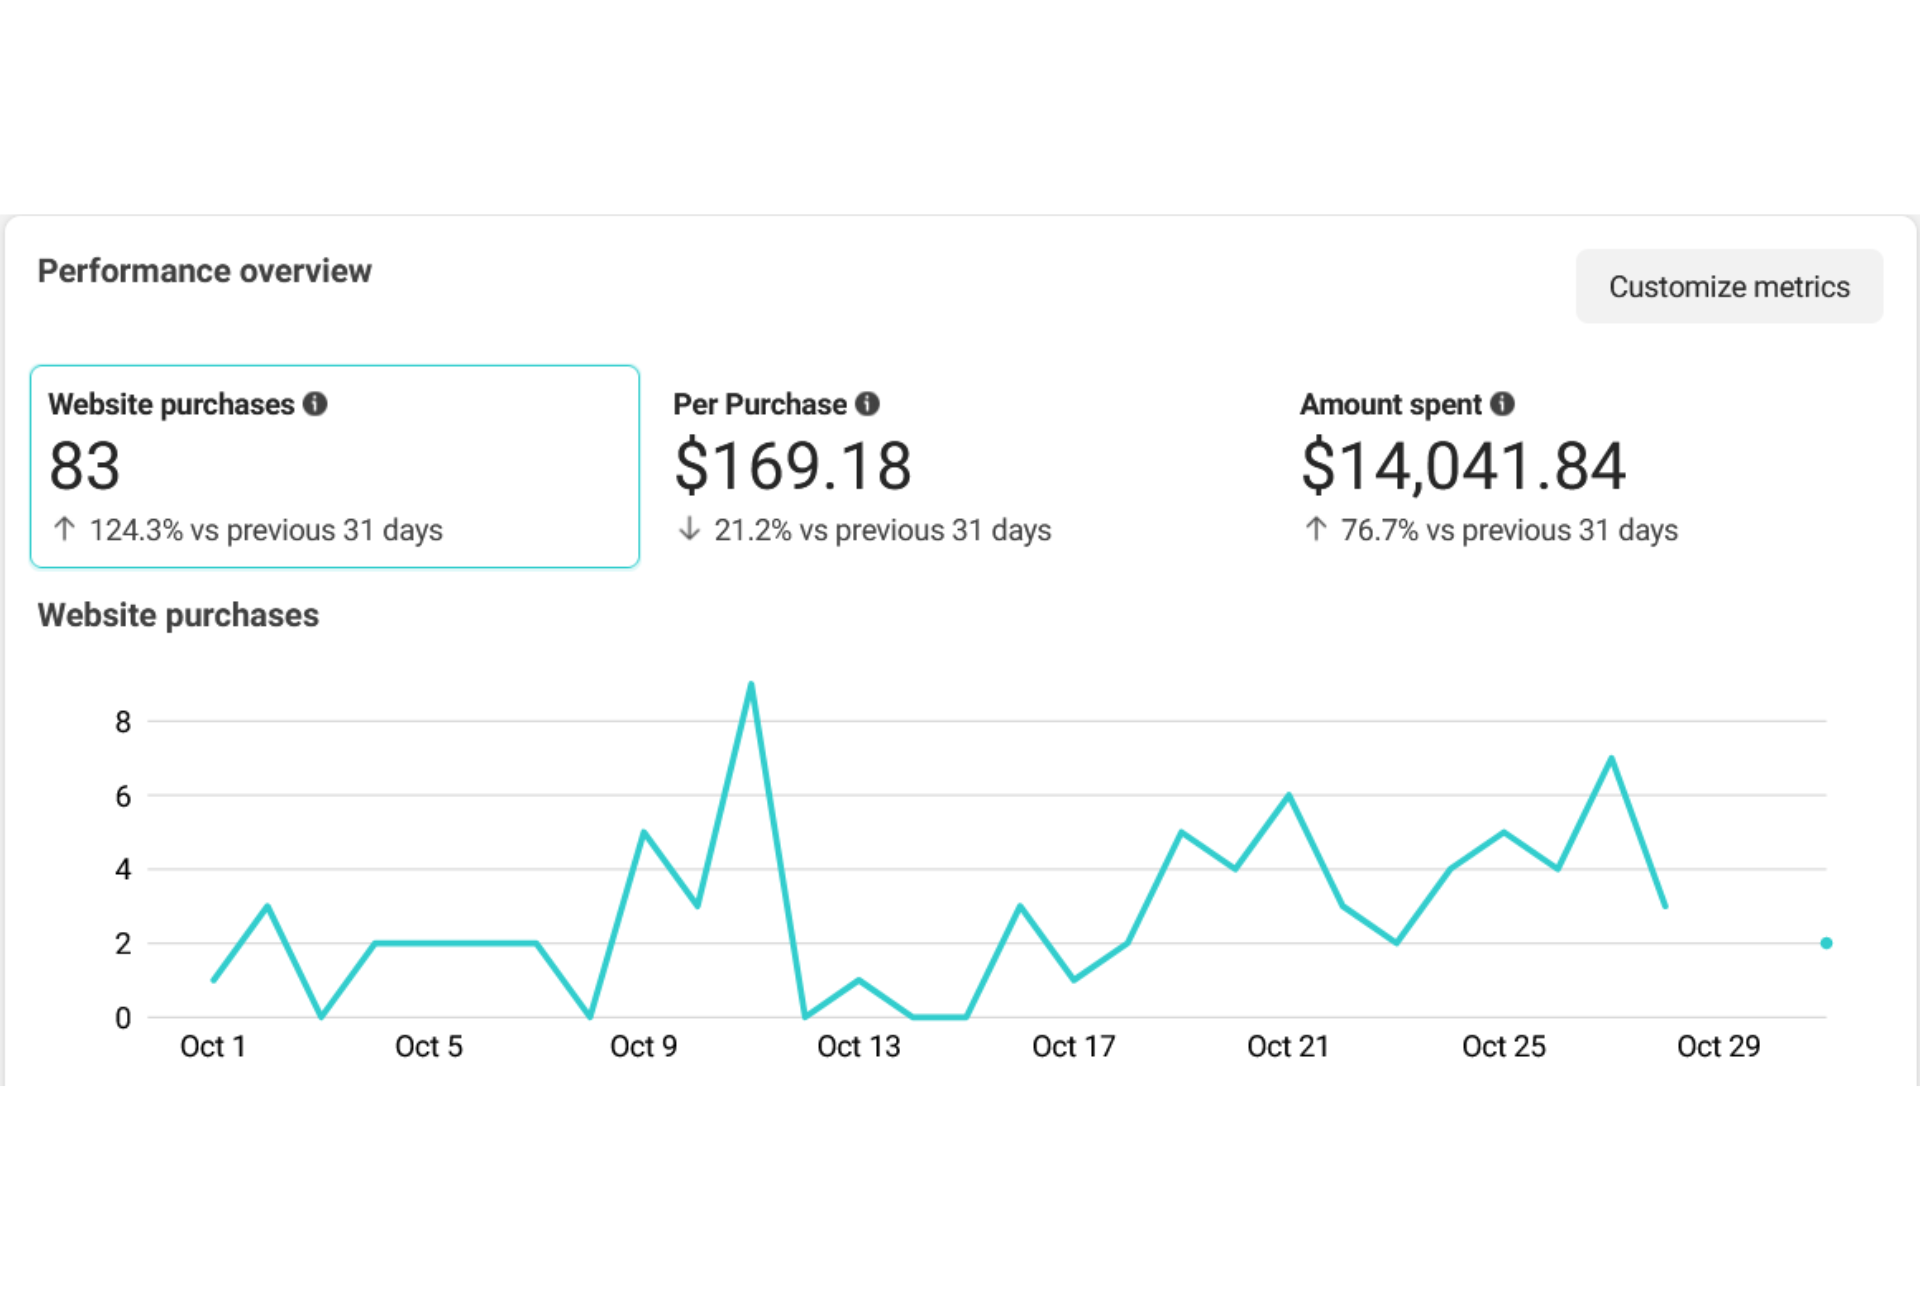 Performance overview
Customize metrics
Website purchases
83
↑ 124.3% vs previous 31 days
Per Purchase
$169.18
↓ 21.2% vs previous 31 days
Amount spent
$14,041.84
↑ 76.7% vs previous 31 days
Website purchases
8
6
4
2
0
Oct 1 Oct 5 Oct 9 Oct 13 Oct 17 Oct 21 Oct 25 Oct 29